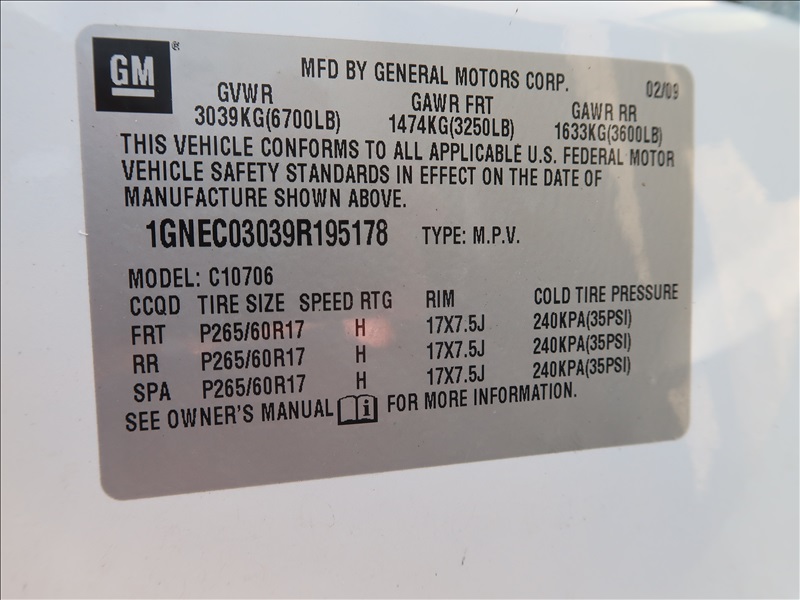 GM ®
MFD BY GENERAL MOTORS CORP. 02/09
GVWR GAWR FRT GAWR RR
3039KG(6700LB) 1474KG(3250LB) 1633KG(3600LB)
THIS VEHICLE CONFORMS TO ALL APPLICABLE U.S. FEDERAL MOTOR
VEHICLE SAFETY STANDARDS IN EFFECT ON THE DATE OF
MANUFACTURE SHOWN ABOVE.
1GNEC03039R195178 TYPE: M.P.V.
MODEL: C10706
CCQD TIRE SIZE SPEED RTG RIM COLD TIRE PRESSURE
FRT P265/60R17 H 17X7.5J 240KPA(35PSI)
RR P265/60R17 H 17X7.5J 240KPA(35PSI)
SPA P265/60R17 H 17X7.5J 240KPA(35PSI)
SEE OWNER'S MANUAL i FOR MORE INFORMATION.